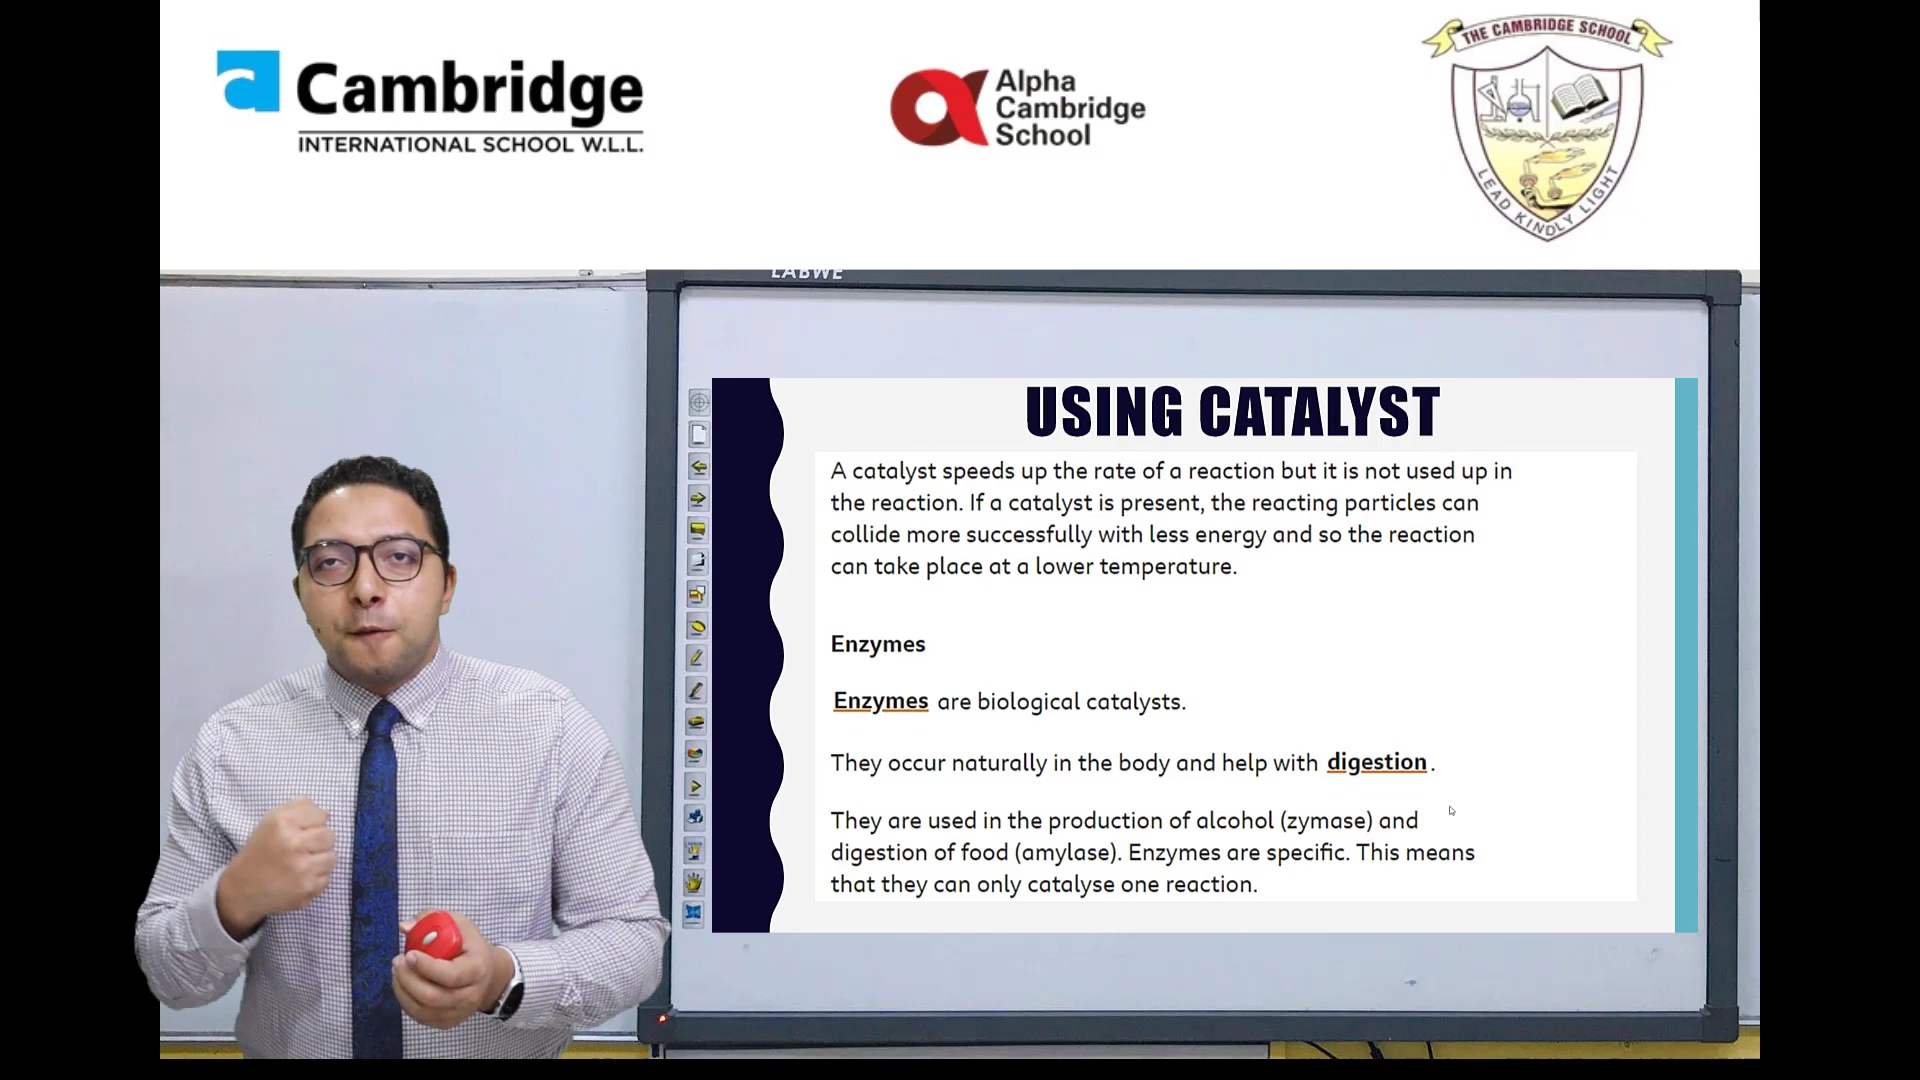 Cambridge
INTERNATIONAL SCHOOL W.L.L.
Alpha
Cambridge
School
THE CAMBRIDGE SCHOOL
LEAD KINDLY LIGHT
LABWE
USING CATALYST
A catalyst speeds up the rate of a reaction but it is not used up in
the reaction. If a catalyst is present, the reacting particles can
collide more successfully with less energy and so the reaction
can take place at a lower temperature.
Enzymes
Enzymes are biological catalysts.
They occur naturally in the body and help with digestion.
They are used in the production of alcohol (zymase) and
digestion of food (amylase). Enzymes are specific. This means
that they can only catalyse one reaction.